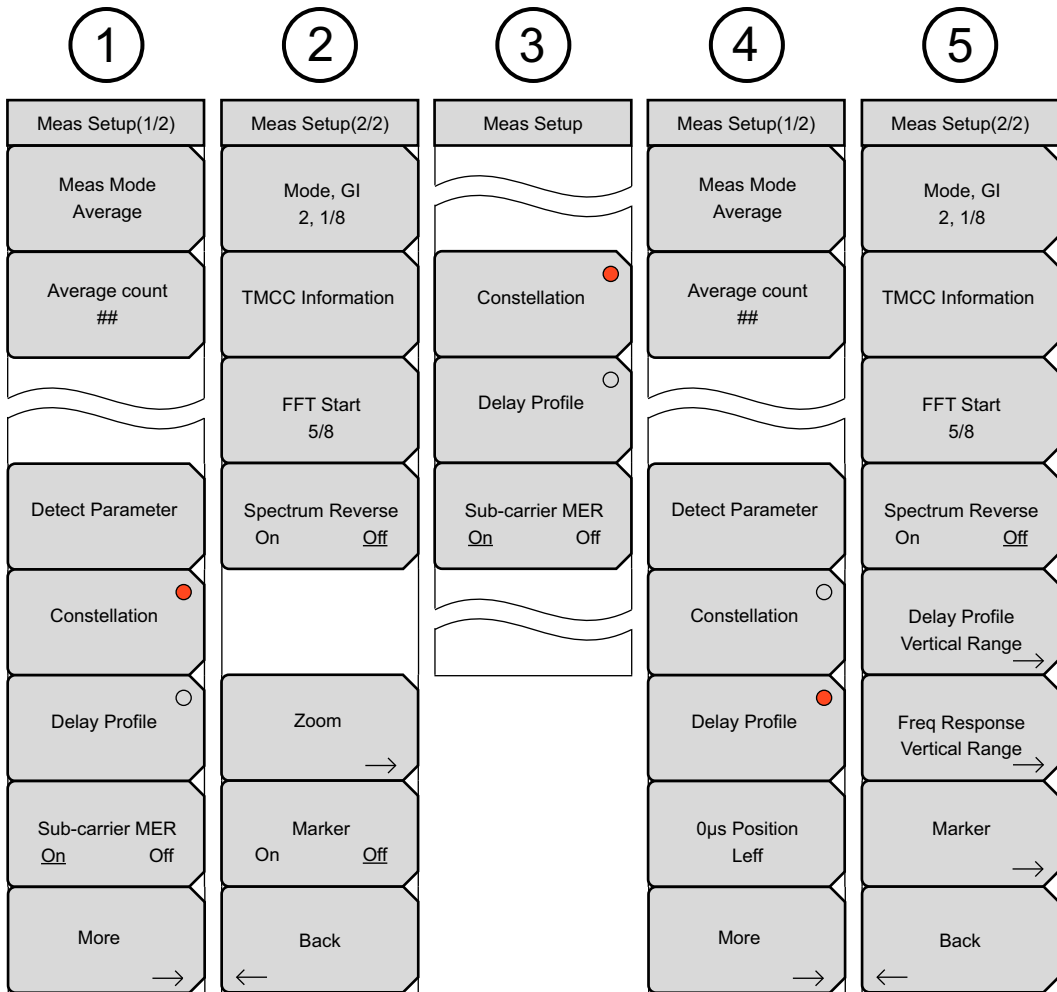 1
2
3
4
5
Meas Setup(1/2)
Meas Mode
Average
Average count
##
Detect Parameter
Constellation
Delay Profile
Sub-carrier MER
On Off
More
Meas Setup(2/2)
Mode, GI
2, 1/8
TMCC Information
FFT Start
5/8
Spectrum Reverse
On Off
Zoom
Marker
On Off
Back
Meas Setup
Constellation
Delay Profile
Sub-carrier MER
On Off
Meas Setup(1/2)
Meas Mode
Average
Average count
##
Detect Parameter
Constellation
Delay Profile
0µs Position
Leff
More
Meas Setup(2/2)
Mode, GI
2, 1/8
TMCC Information
FFT Start
5/8
Spectrum Reverse
On Off
Delay Profile
Vertical Range
Freq Response
Vertical Range
Marker
Back